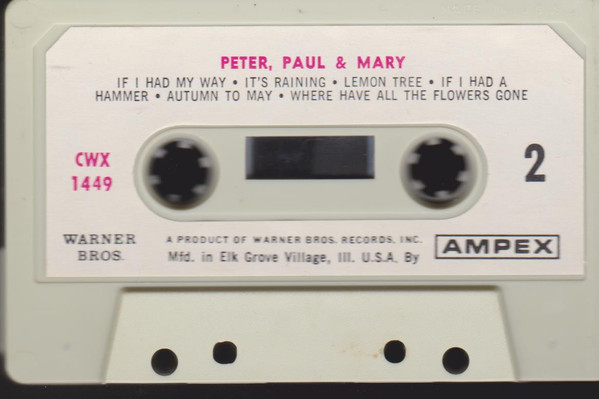 PETER, PAUL & MARY
IF I HAD MY WAY • IT'S RAINING • LEMON TREE • IF I HAD A
HAMMER • AUTUMN TO MAY • WHERE HAVE ALL THE FLOWERS GONE
CWX
1449
2
WARNER
BROS.
A PRODUCT OF WARNER BROS. RECORDS, INC.
Mfd. in Elk Grove Village, Ill. U.S.A. By
AMPEX